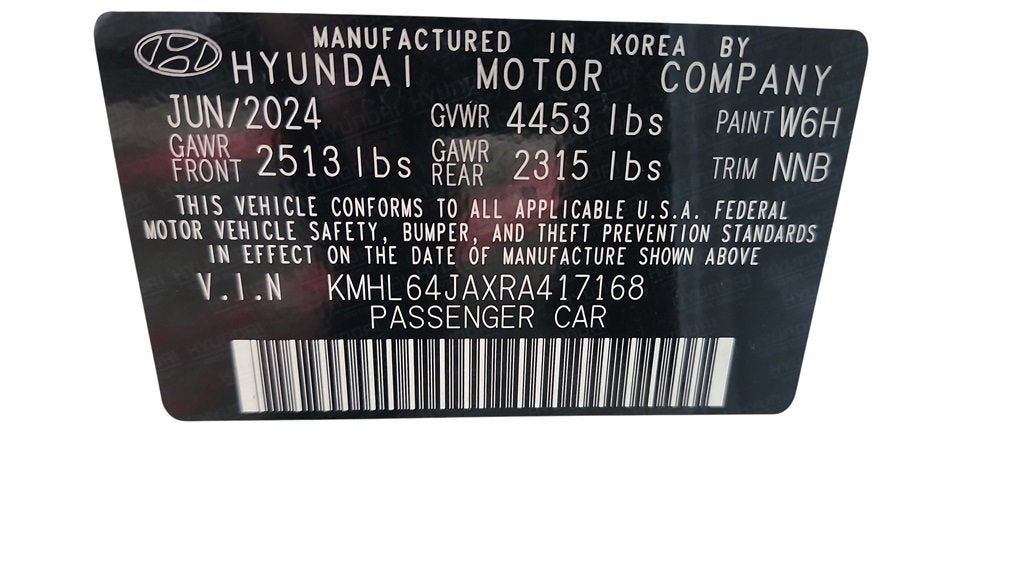 MANUFACTURED IN KOREA BY
HYUNDAI MOTOR COMPANY
JUN/2024 GVWR 4453 lbs PAINT W6H
GAWR FRONT 2513 lbs GAWR REAR 2315 lbs TRIM NNB
THIS VEHICLE CONFORMS TO ALL APPLICABLE U.S.A. FEDERAL
MOTOR VEHICLE SAFETY, BUMPER, AND THEFT PREVENTION STANDARDS
IN EFFECT ON THE DATE OF MANUFACTURE SHOWN ABOVE
V.I.N KMHL64JAXRA417168
PASSENGER CAR